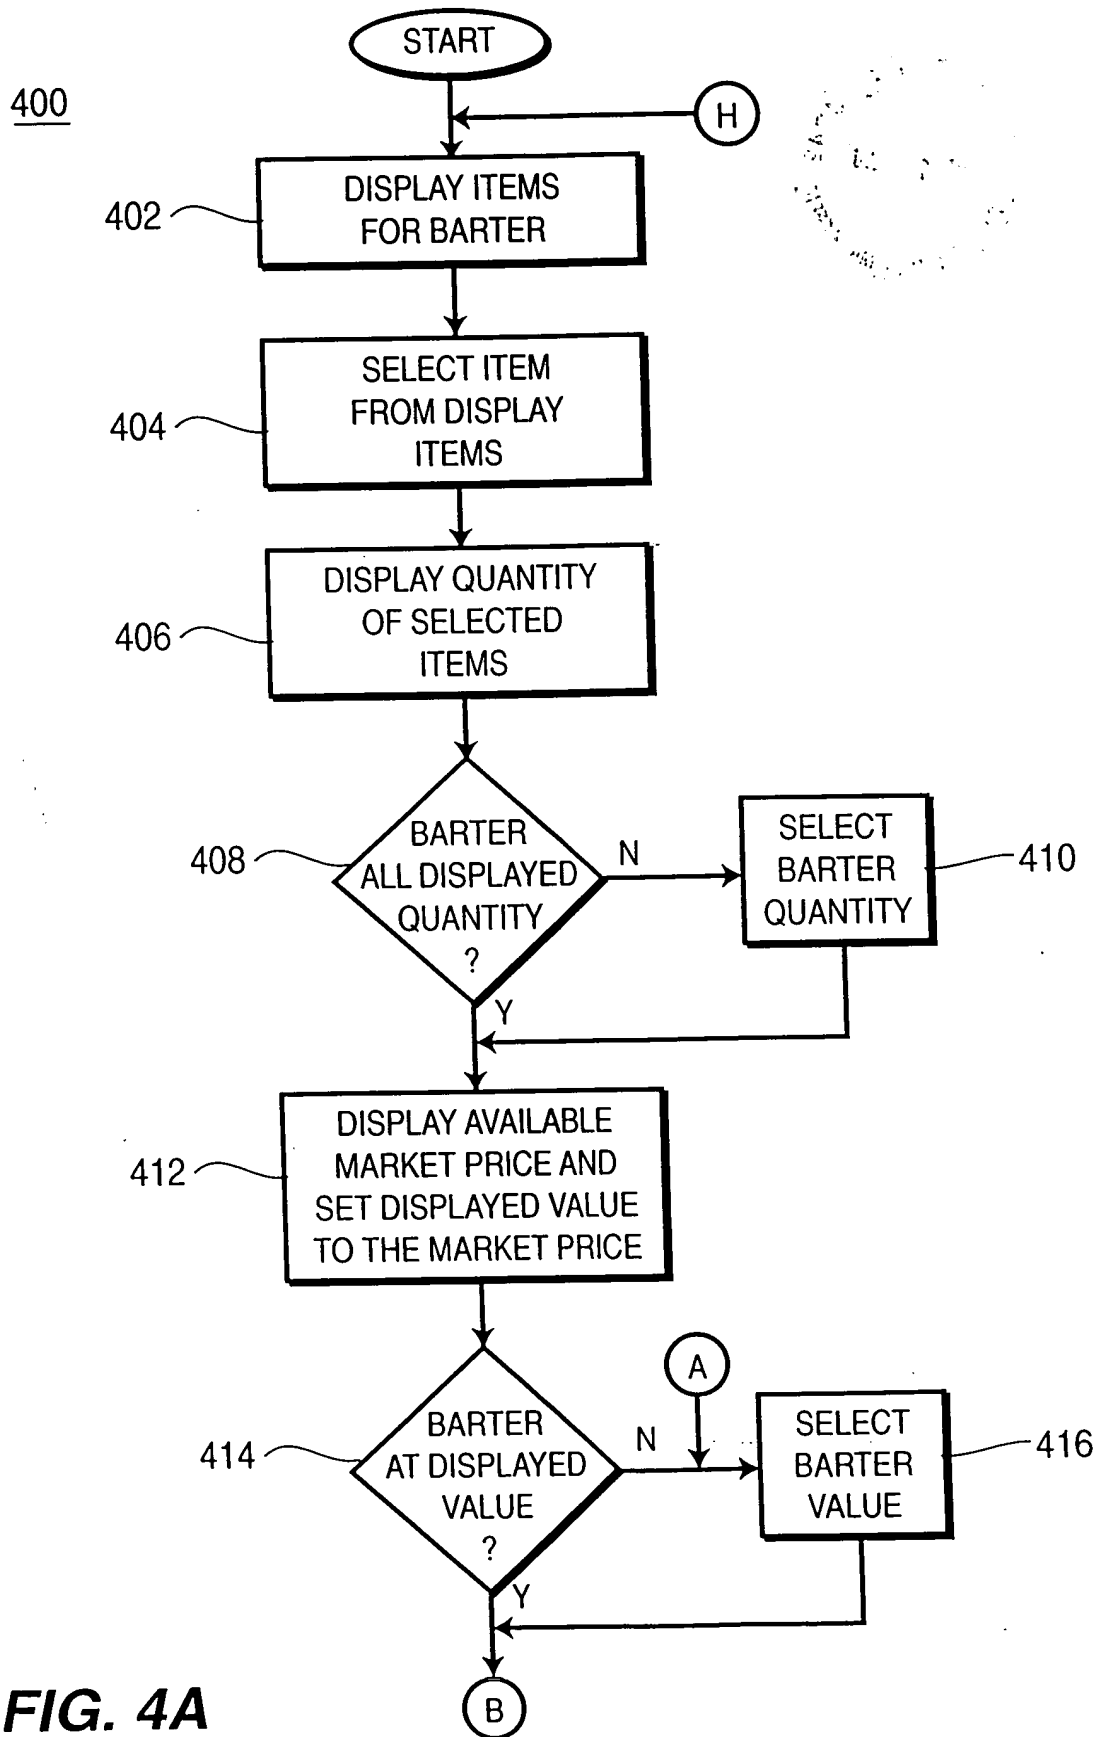 START
400
H
DISPLAY ITEMS
FOR BARTER
402
SELECT ITEM
FROM DISPLAY
ITEMS
404
DISPLAY QUANTITY
OF SELECTED
ITEMS
406
BARTER
ALL DISPLAYED
QUANTITY
?
408
N
SELECT
BARTER
QUANTITY
410
Y
DISPLAY AVAILABLE
MARKET PRICE AND
SET DISPLAYED VALUE
TO THE MARKET PRICE
412
A
BARTER
AT DISPLAYED
VALUE
?
414
N
SELECT
BARTER
VALUE
416
Y
B
FIG. 4A